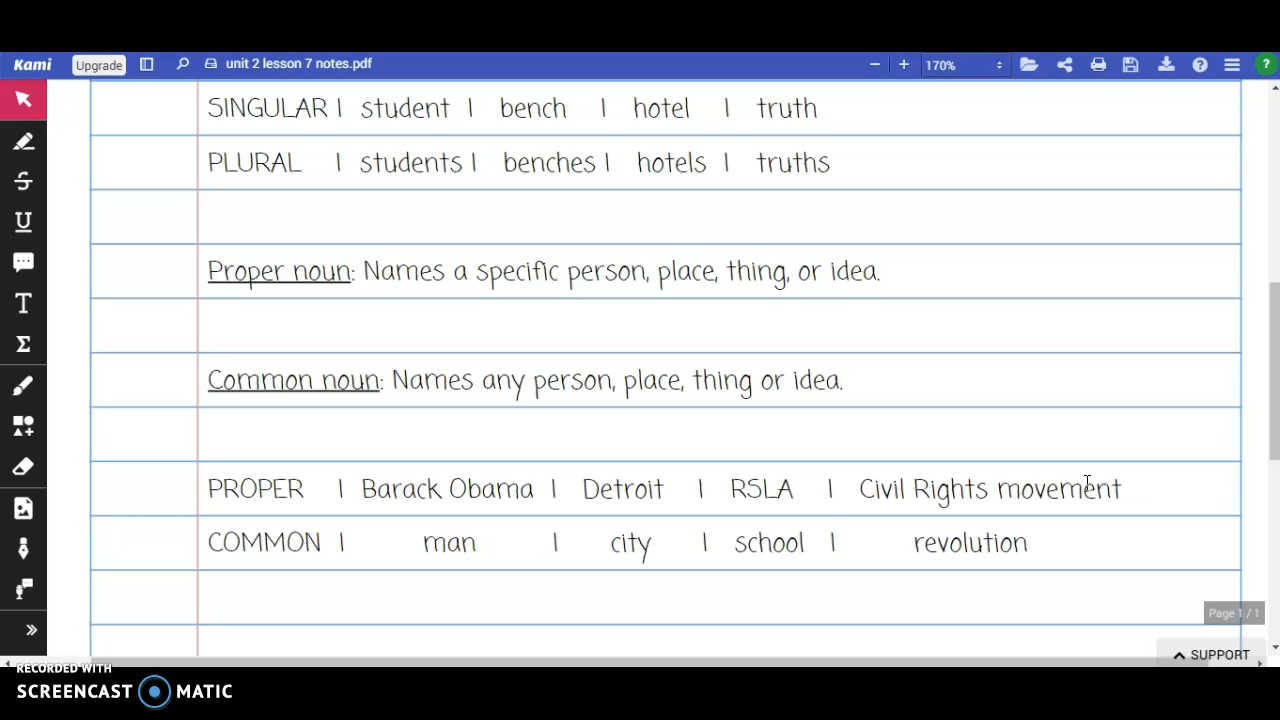 Kami Upgrade unit 2 lesson 7 notes.pdf − + 170% ? ?
SINGULAR | student | bench | hotel | truth
PLURAL | students | benches | hotels | truths
Proper noun: Names a specific person, place, thing, or idea.
Common noun: Names any person, place, thing or idea.
PROPER | Barack Obama | Detroit | RSLA | Civil Rights movement
COMMON | man | city | school | revolution
Page 1 / 1
SUPPORT
RECORDED WITH
SCREENCAST MATIC